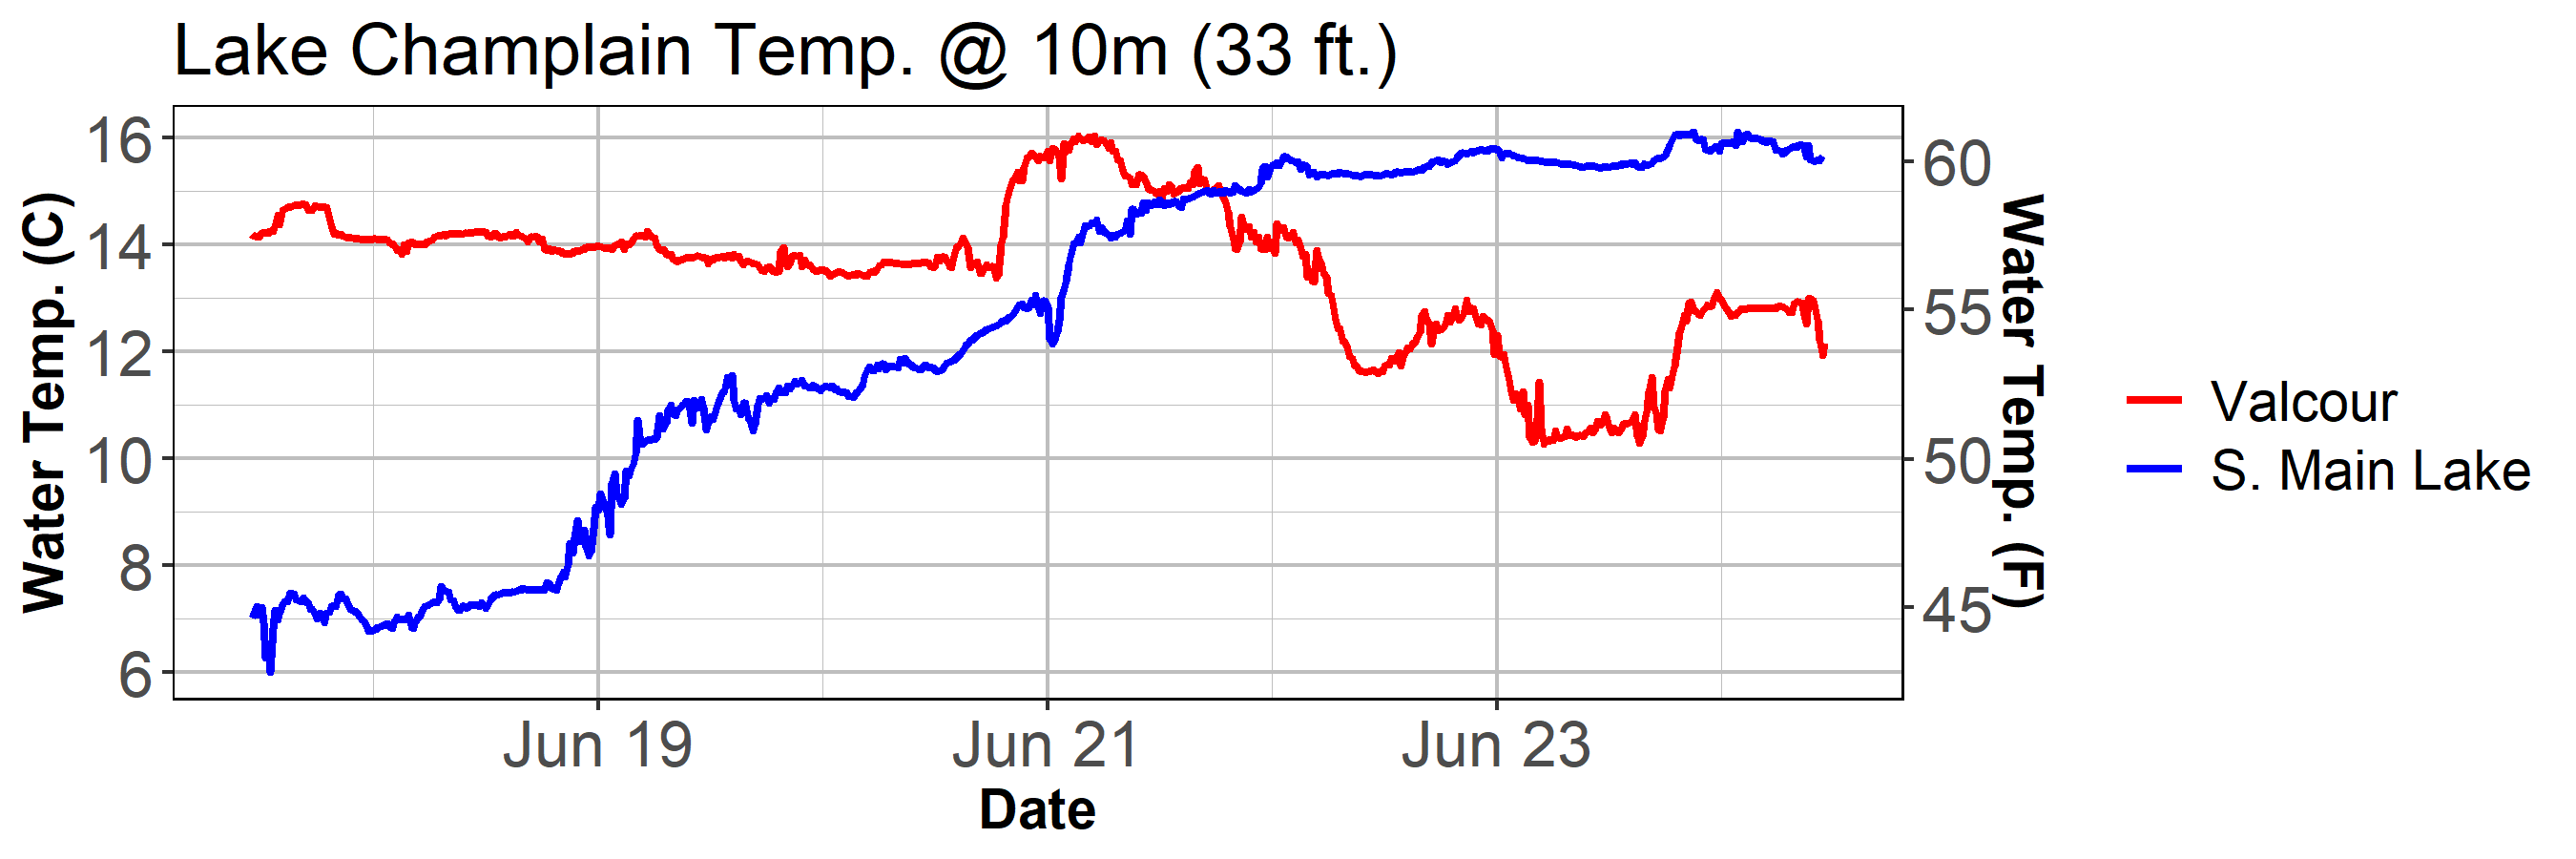 Lake Champlain Temp. @ 10m (33 ft.)
Water Temp. (C)
16
14
12
10
8
6
60
55
50
45
Water Temp. (F)
Jun 19
Jun 21
Jun 23
Date
Valcour
S. Main Lake